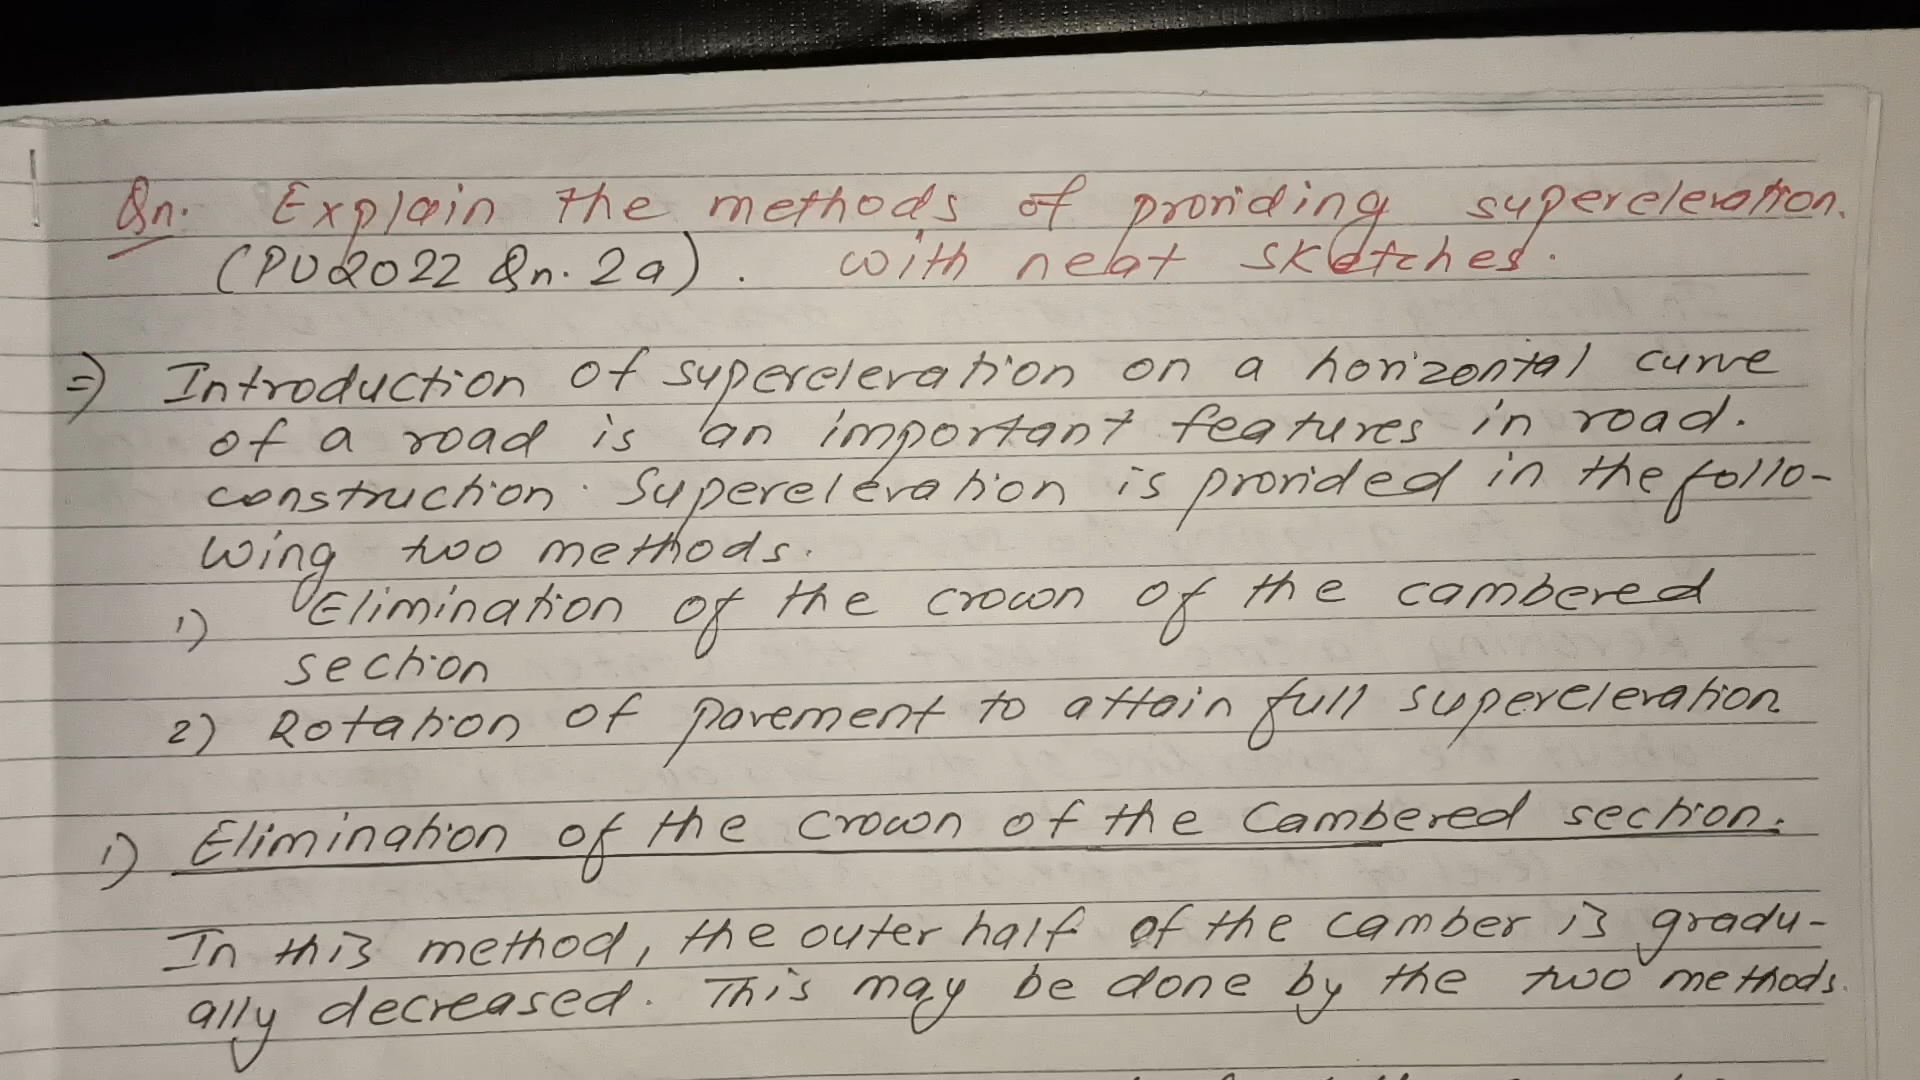 Qn. Explain the methods of providing superelevation.
(PU2022 Qn. 2a). with neat sketches.
⇒) Introduction of superelevation on a horizontal curve
of a road is an important features in road.
construction. Superelevation is provided in the follo-
wing two methods.
1) Elimination of the crown of the cambered
section
2) Rotation of pavement to attain full superelevation
1) Elimination of the crown of the Cambered section.
In this method, the outer half of the camber is gradu-
ally decreased. This may be done by the two methods.